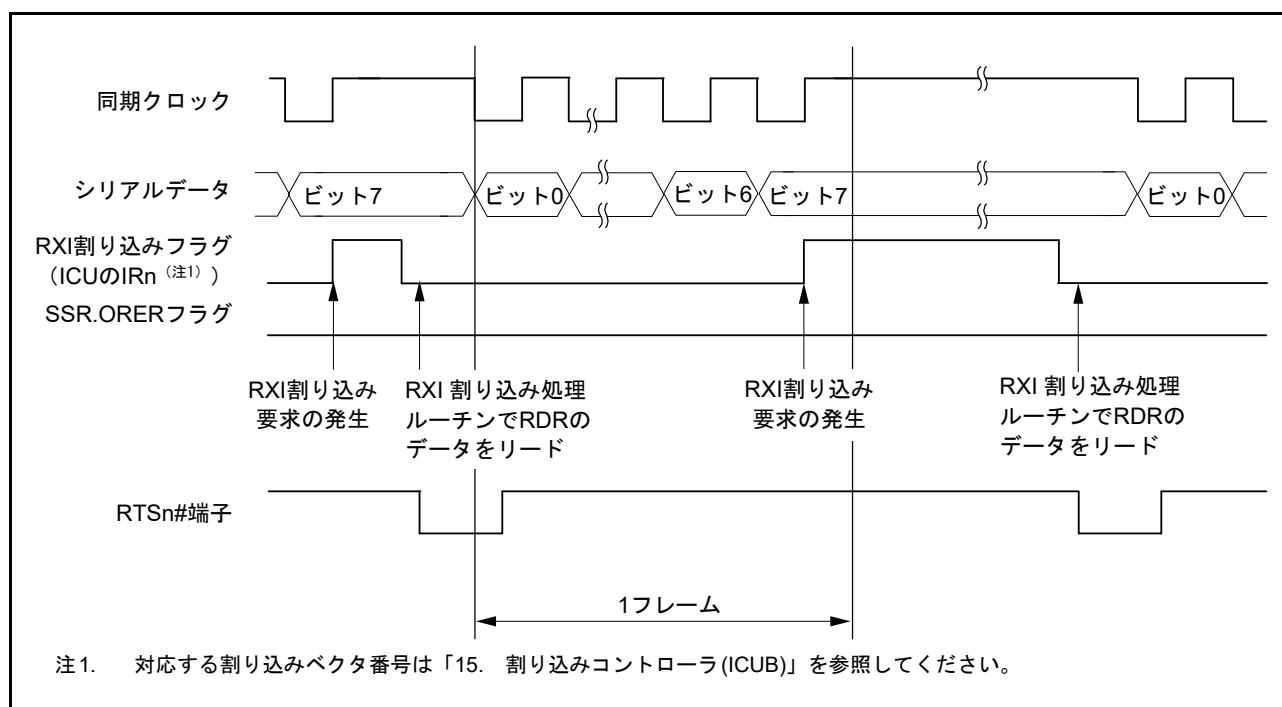 同期クロック
シリアルデータ
ビット7
ビット0
ビット6
ビット7
ビット0
RXI割り込みフラグ
(ICUのIRn (注1) )
SSR.ORERフラグ
RXI割り込み
要求の発生
RXI 割り込み処理
ルーチンでRDRの
データをリード
RXI割り込み
要求の発生
RXI 割り込み処理
ルーチンでRDRの
データをリード
RTSn#端子
1フレーム
注1. 対応する割り込みベクタ番号は「15. 割り込みコントローラ(ICUB)」を参照してください。